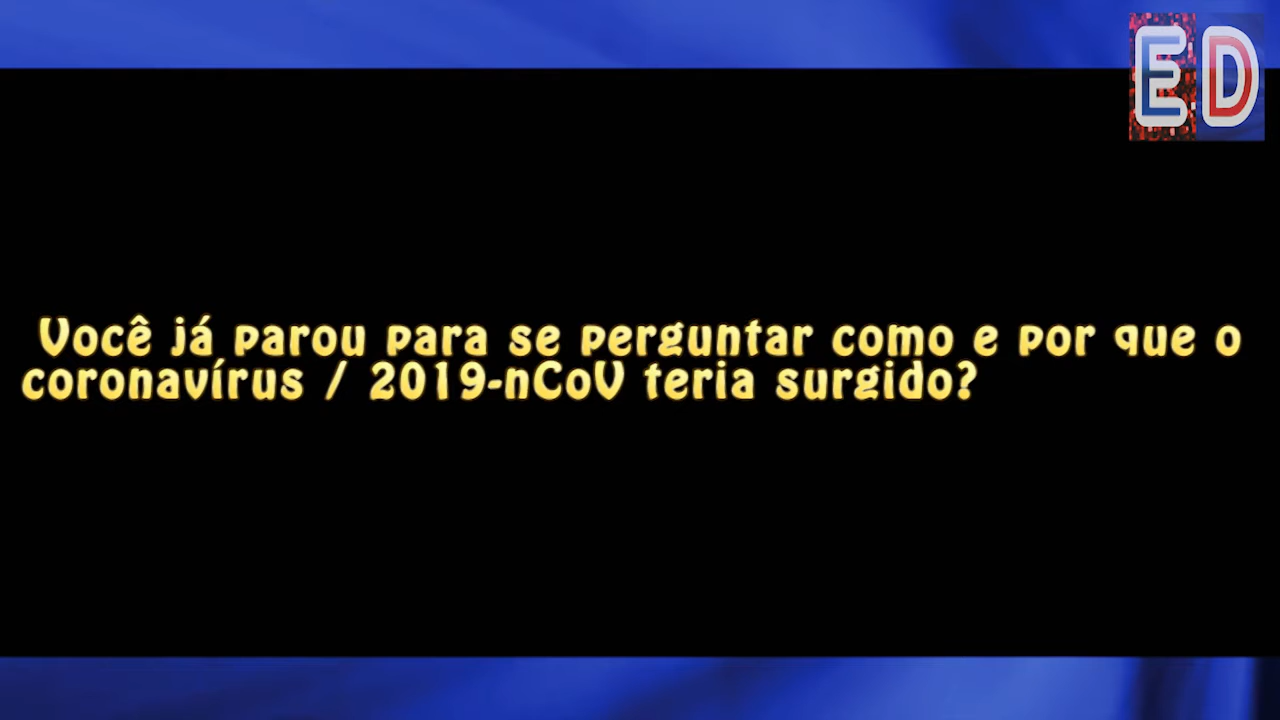 ED
Você já parou para se perguntar como e por que o
coronavírus / 2019-nCoV teria surgido?